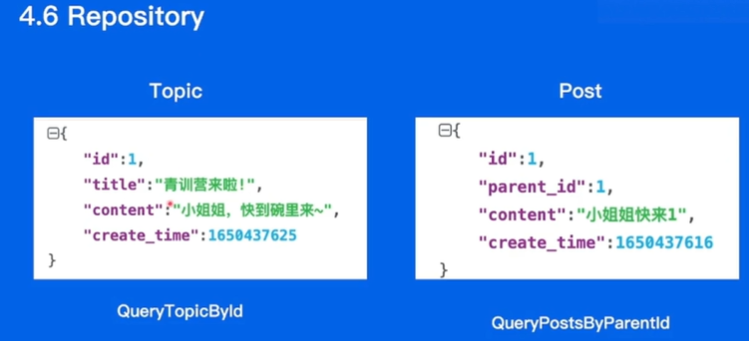 4.6 Repository
Topic
{
"id":1,
"title":"青训营来啦!",
"content":"小姐姐，快到碗里来~",
"create_time":1650437625
}
QueryTopicById
Post
{
"id":1,
"parent_id":1,
"content":"小姐姐快来1",
"create_time":1650437616
}
QueryPostsByParentId